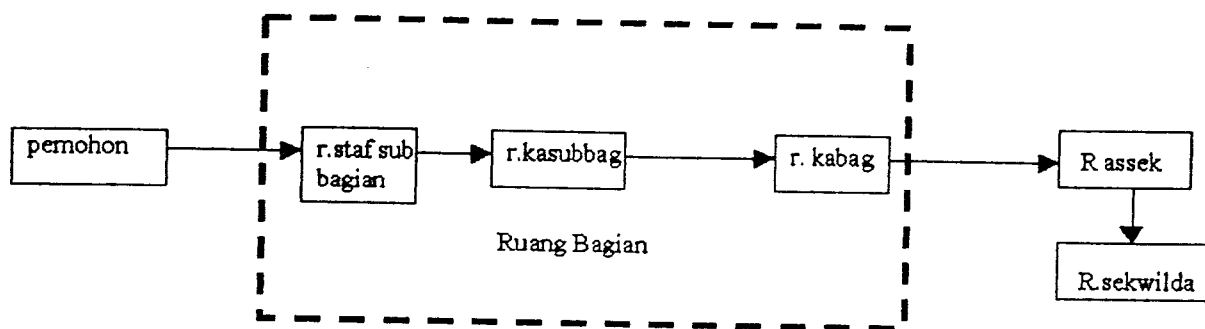 pemohon
r.staf sub
bagian
r.kasubbag
r. kabag
R assek
Ruang Bagian
R.sekwilda